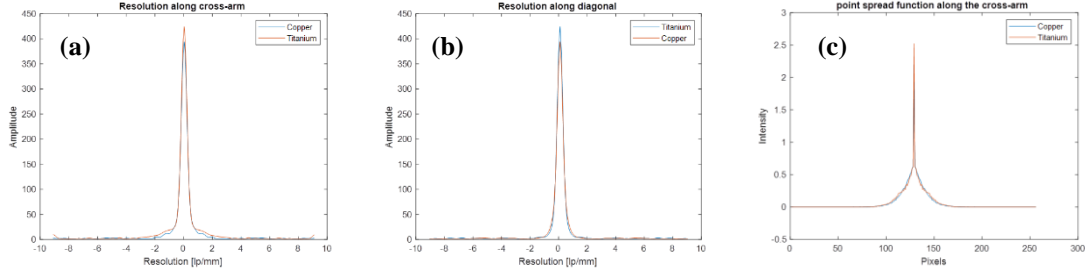 Resolution along cross-arm
(a)
Copper
Titanium
450
400
350
300
250
200
150
100
50
0
Amplitude
-10 -8 -6 -4 -2 0 2 4 6 8 10
Resolution [lp/mm]
Resolution along diagonal
(b)
Titanium
Copper
450
400
350
300
250
200
150
100
50
0
Amplitude
-10 -8 -6 -4 -2 0 2 4 6 8 10
Resolution [lp/mm]
point spread function along the cross-arm
(c)
Copper
Titanium
3
2.5
2
1.5
1
0.5
0
-0.5
Intensity
0 50 100 150 200 250 300
Pixels